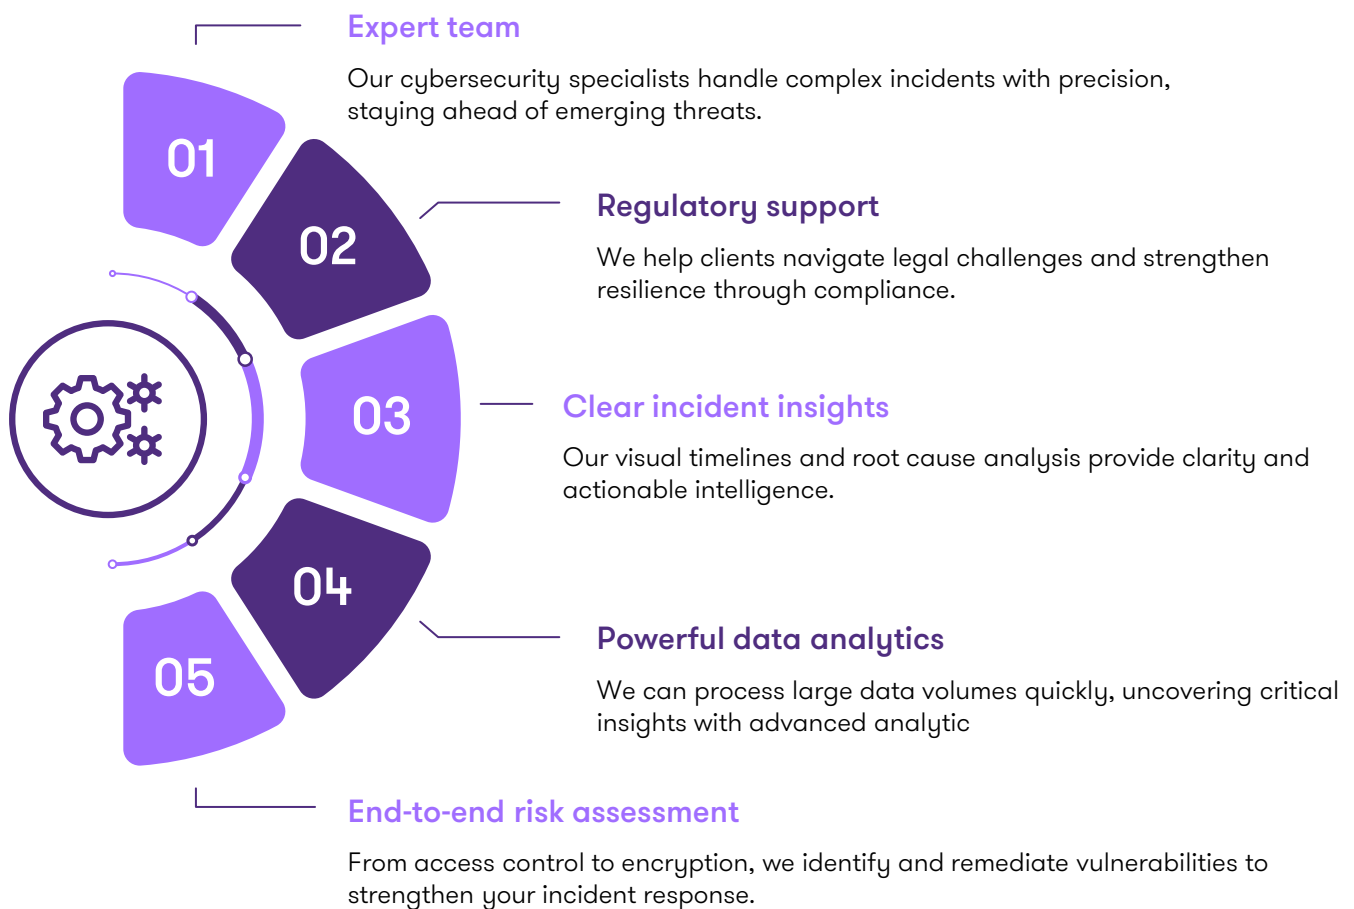 01
Expert team
Our cybersecurity specialists handle complex incidents with precision,
staying ahead of emerging threats.
02
Regulatory support
We help clients navigate legal challenges and strengthen
resilience through compliance.
03
Clear incident insights
Our visual timelines and root cause analysis provide clarity and
actionable intelligence.
04
Powerful data analytics
We can process large data volumes quickly, uncovering critical
insights with advanced analytic
05
End-to-end risk assessment
From access control to encryption, we identify and remediate vulnerabilities to
strengthen your incident response.